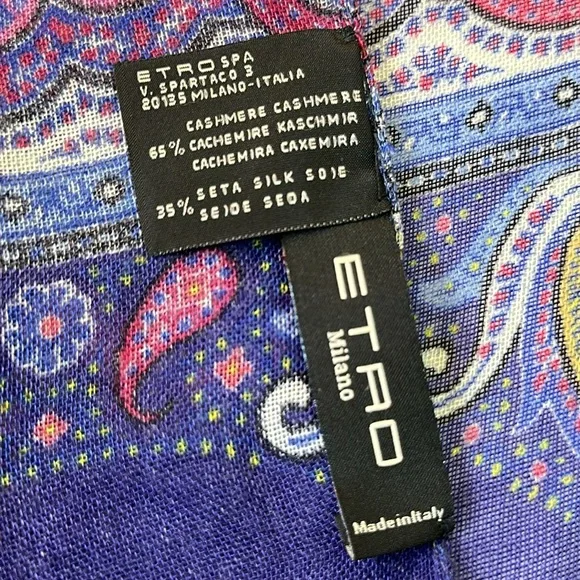 ETRO SPA
V. SPARTACO 3
20135 MILANO-ITALIA
CASHMERE CASHMERE
65% CACHEMIRE KASCHMIR
CACHEMIRA CAXEMIRA
SETA SILK SOIE
35% SEIDE SEDA
ETRO
Milano
MadeinItaly